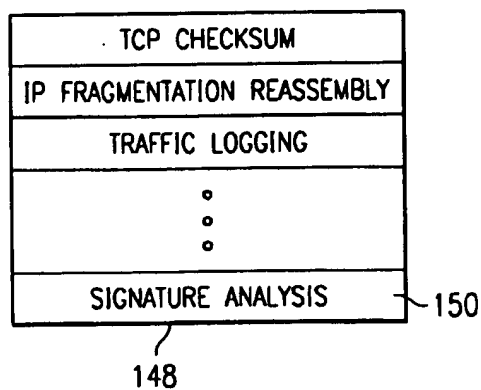 TCP CHECKSUM
IP FRAGMENTATION REASSEMBLY
TRAFFIC LOGGING
SIGNATURE ANALYSIS
150
148